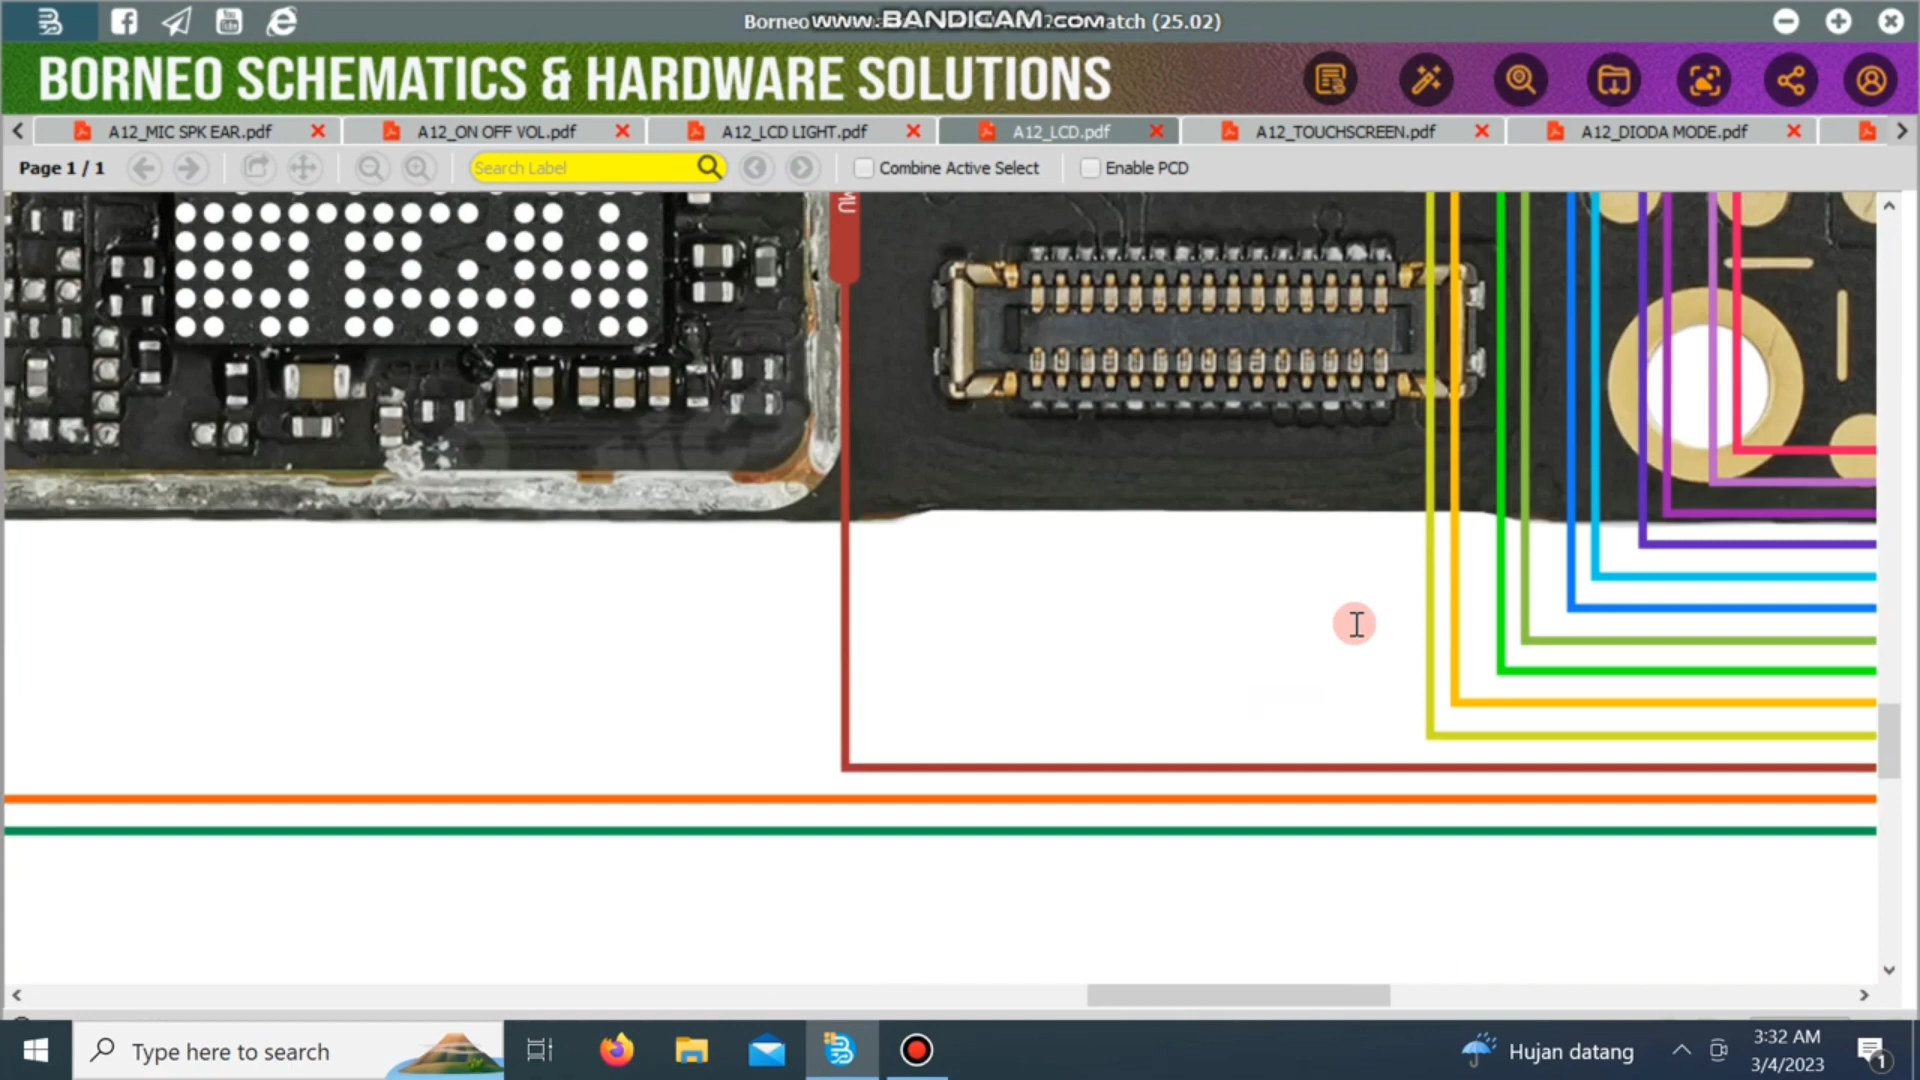 Borneo www.BANDICAM.com atch (25.02)
BORNEO SCHEMATICS & HARDWARE SOLUTIONS
A12_MIC SPK EAR.pdf
A12_ON OFF VOL.pdf
A12_LCD LIGHT.pdf
A12_LCD.pdf
A12_TOUCHSCREEN.pdf
A12_DIODA MODE.pdf
Page 1 / 1
Search Label
Combine Active Select
Enable PCD
MU
Type here to search
Hujan datang
3:32 AM
3/4/2023
1